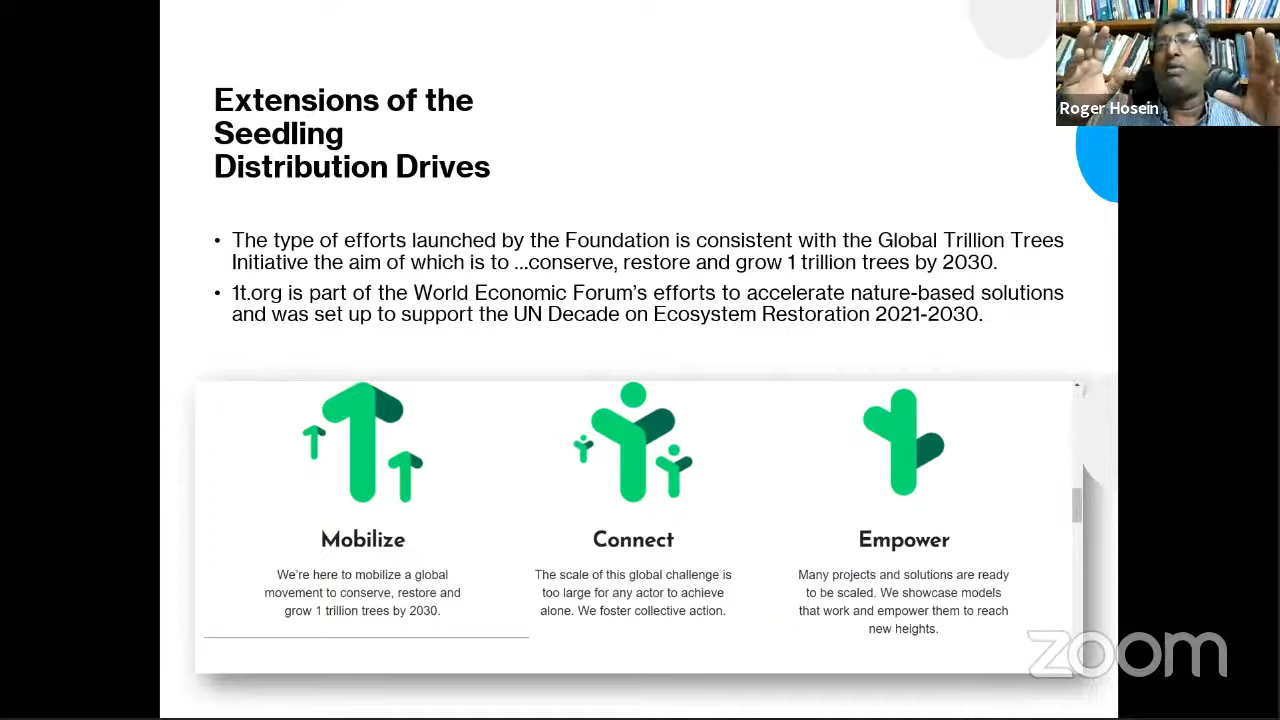 Extensions of the
Seedling
Distribution Drives
• The type of efforts launched by the Foundation is consistent with the Global Trillion Trees
Initiative the aim of which is to ...conserve, restore and grow 1 trillion trees by 2030.
• 1t.org is part of the World Economic Forum's efforts to accelerate nature-based solutions
and was set up to support the UN Decade on Ecosystem Restoration 2021-2030.
Mobilize
We're here to mobilize a global
movement to conserve, restore and
grow 1 trillion trees by 2030.
Connect
The scale of this global challenge is
too large for any actor to achieve
alone. We foster collective action.
Empower
Many projects and solutions are ready
to be scaled. We showcase models
that work and empower them to reach
new heights.
Roger Hosein
zoom